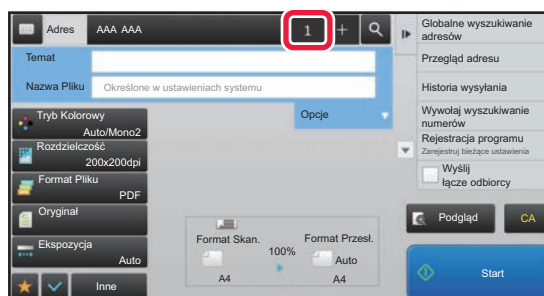 Adres AAA AAA 1 +
Temat
Nazwa Pliku Określone w ustawieniach systemu
Opcje
Tryb Kolorowy
Auto/Mono2
Rozdzielczość
200x200dpi
Format Pliku
PDF
Oryginał
Ekspozycja
Auto
Inne
Format Skan.
A4
100%
Format Przesł.
Auto
A4
Globalne wyszukiwanie
adresów
Przegląd adresu
Historia wysyłania
Wywołaj wyszukiwanie
numerów
Rejestracja programu
Zarejestruj bieżące ustawienia
Wyślij
łącze odbiorcy
Podgląd CA
Start